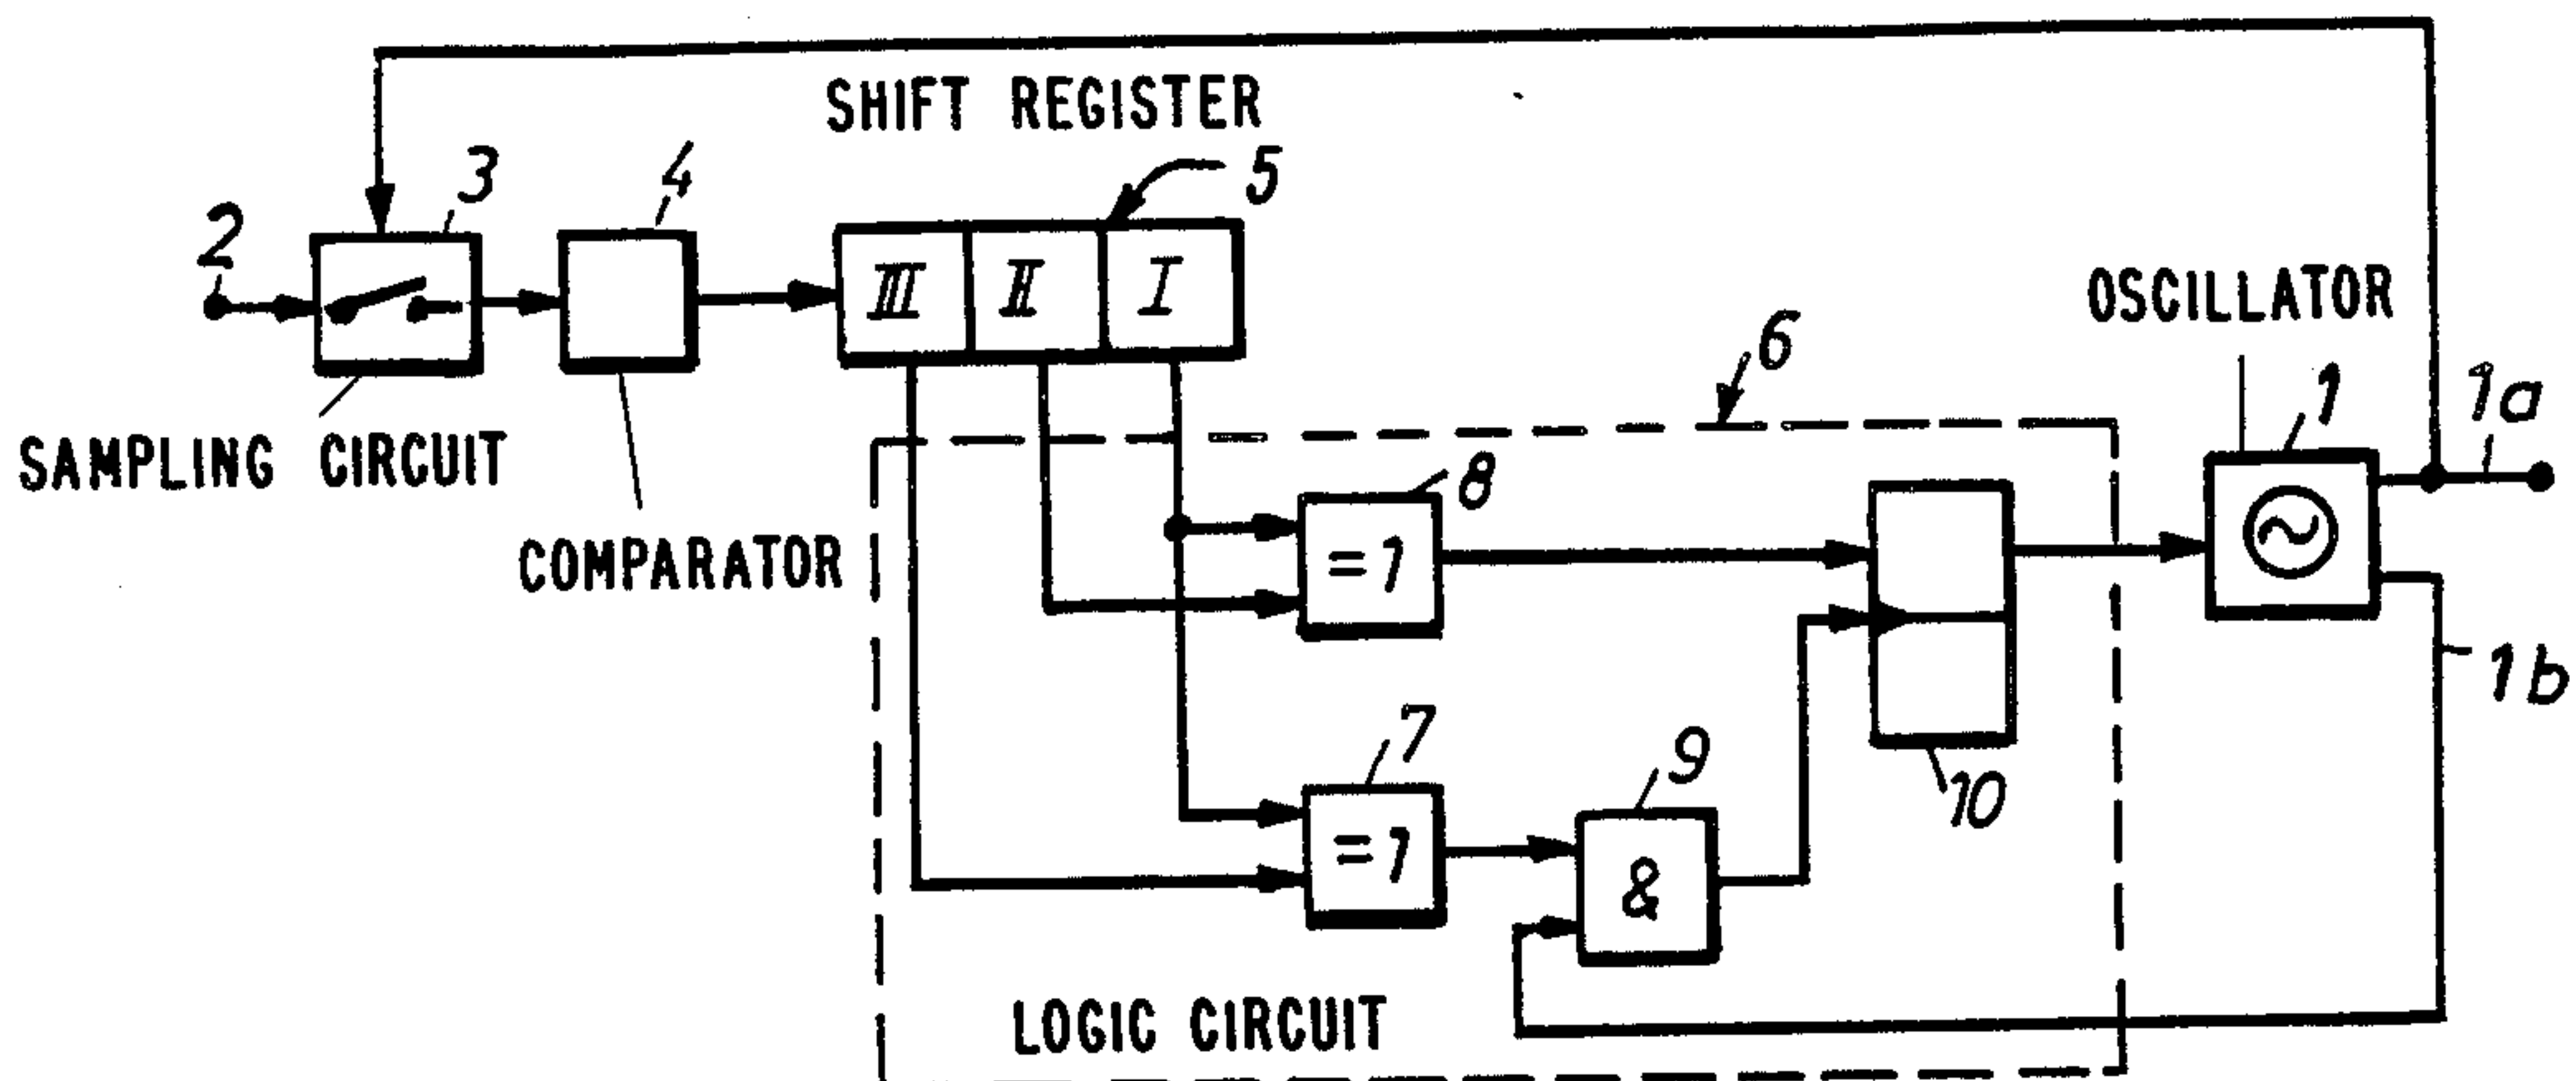 SHIFT REGISTER
5
3
4
2
III II I
OSCILLATOR
6
1
1a
SAMPLING CIRCUIT
8
COMPARATOR
=1
1b
7
9
10
=1
&
LOGIC CIRCUIT